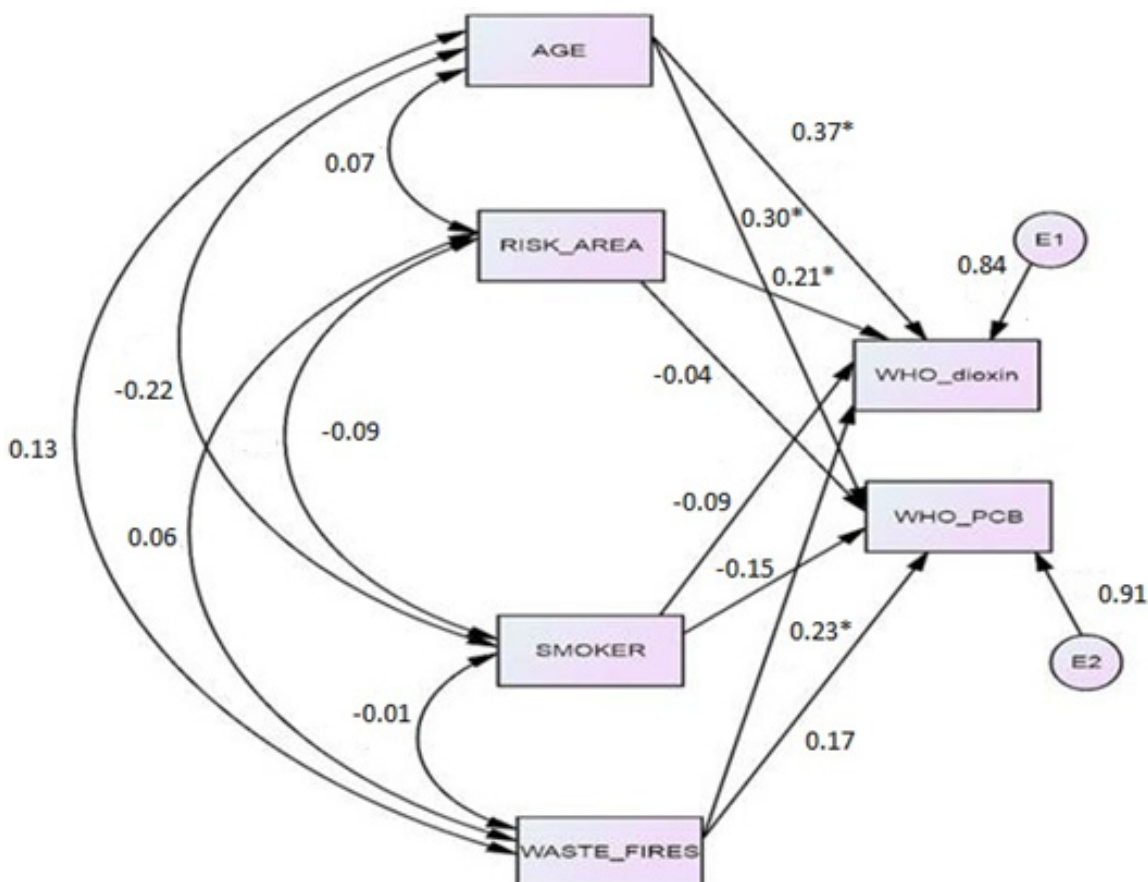 AGE
0.37*
0.07
0.30*
RISK_AREA
E1
0.84
0.21*
-0.04
WHO_dioxin
-0.22
-0.09
0.13
-0.09
WHO_PCB
0.06
-0.15
0.91
0.23*
SMOKER
E2
-0.01
0.17
WASTE_FIRES